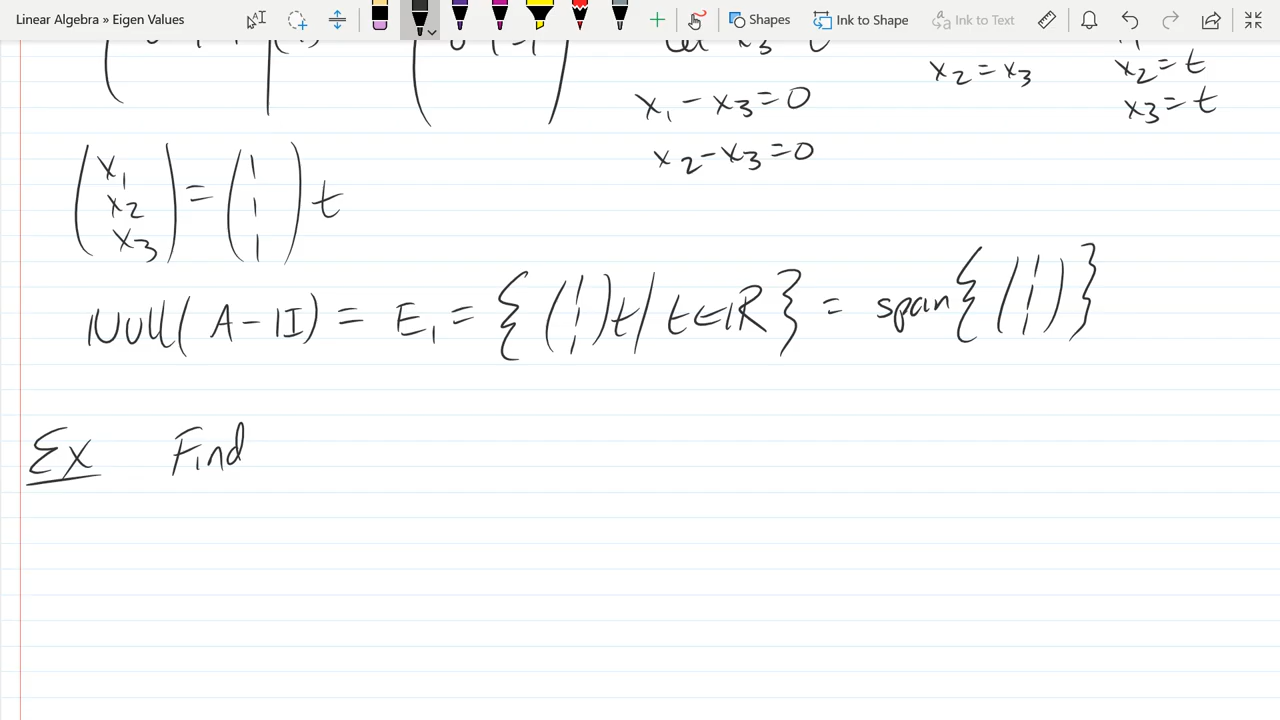 Linear Algebra » Eigen Values
Shapes
Ink to Shape
Ink to Text
x₂ = x₃
x₂ = t
x₃ = t
x₁ − x₃ = 0
x₂ − x₃ = 0
(x₁ x₂ x₃) = (1 1 1) t
Null(A − 1I) = E₁ = {(1 1 1)t | t ∈ ℝ} = span{(1 1 1)}
Ex Find